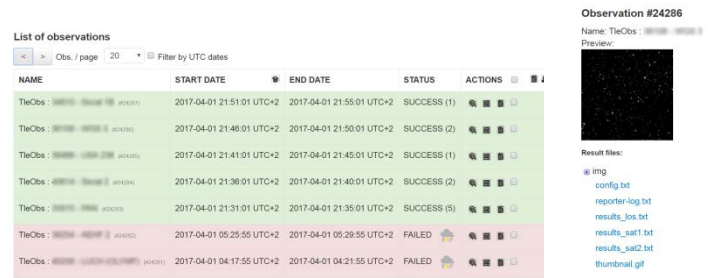 Observation #24286
Name: TleObs :
Preview:
List of observations
< > Obs. / page 20 Filter by UTC dates
NAME START DATE END DATE STATUS ACTIONS
TleObs : (#24287) 2017-04-01 21:51:01 UTC+2 2017-04-01 21:55:01 UTC+2 SUCCESS (1)
TleObs : (#24286) 2017-04-01 21:46:01 UTC+2 2017-04-01 21:50:01 UTC+2 SUCCESS (2)
TleObs : (#24285) 2017-04-01 21:41:01 UTC+2 2017-04-01 21:45:01 UTC+2 SUCCESS (1)
TleObs : (#24284) 2017-04-01 21:36:01 UTC+2 2017-04-01 21:40:01 UTC+2 SUCCESS (2)
TleObs : (#24283) 2017-04-01 21:31:01 UTC+2 2017-04-01 21:35:01 UTC+2 SUCCESS (5)
TleObs : (#24282) 2017-04-01 05:25:55 UTC+2 2017-04-01 05:29:55 UTC+2 FAILED
TleObs : (#24281) 2017-04-01 04:17:55 UTC+2 2017-04-01 04:21:55 UTC+2 FAILED
Result files:
img
config.txt
reporter-log.txt
results_los.txt
results_sat1.txt
results_sat2.txt
thumbnail.gif